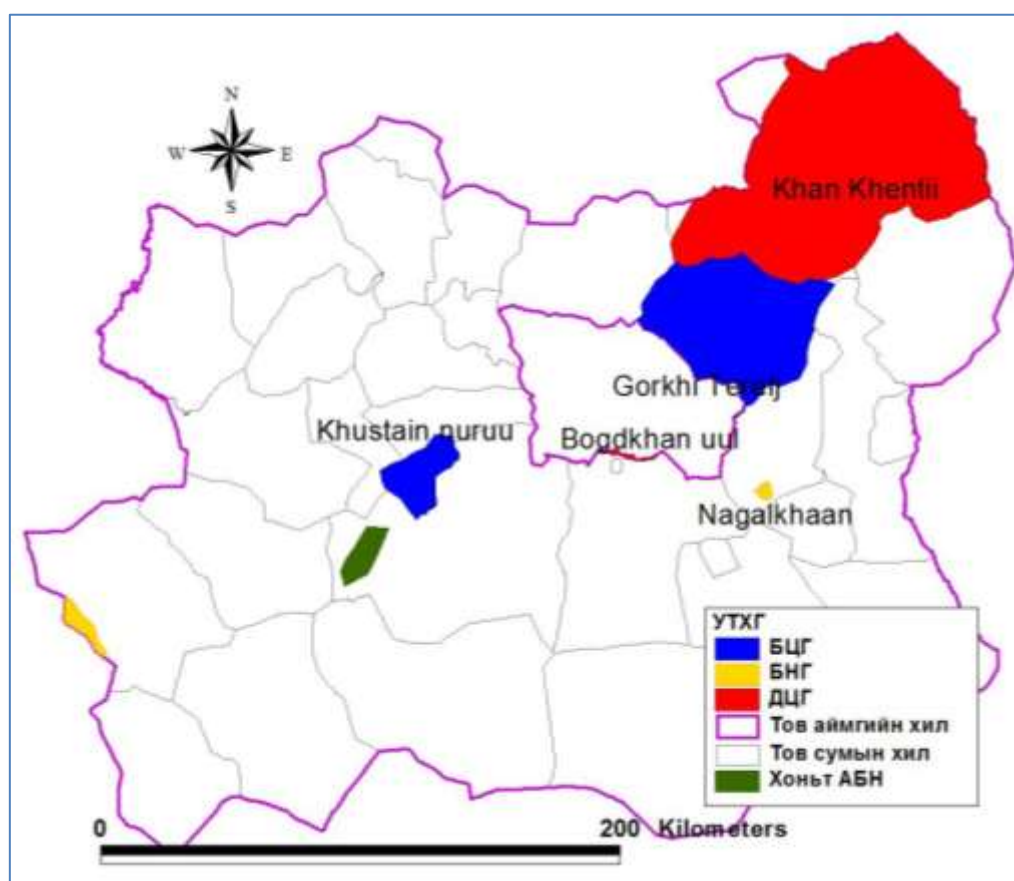 N
W E
S
Khan Khentii
Gorkhi Terelj
Khustain nuruu
Bogdkhan uul
Nagalkhaan
УТХГ
БЦГ
БНГ
ДЦГ
Тов аймгийн хил
Тов сумын хил
Хоньт АБН
0 200 Kilometers